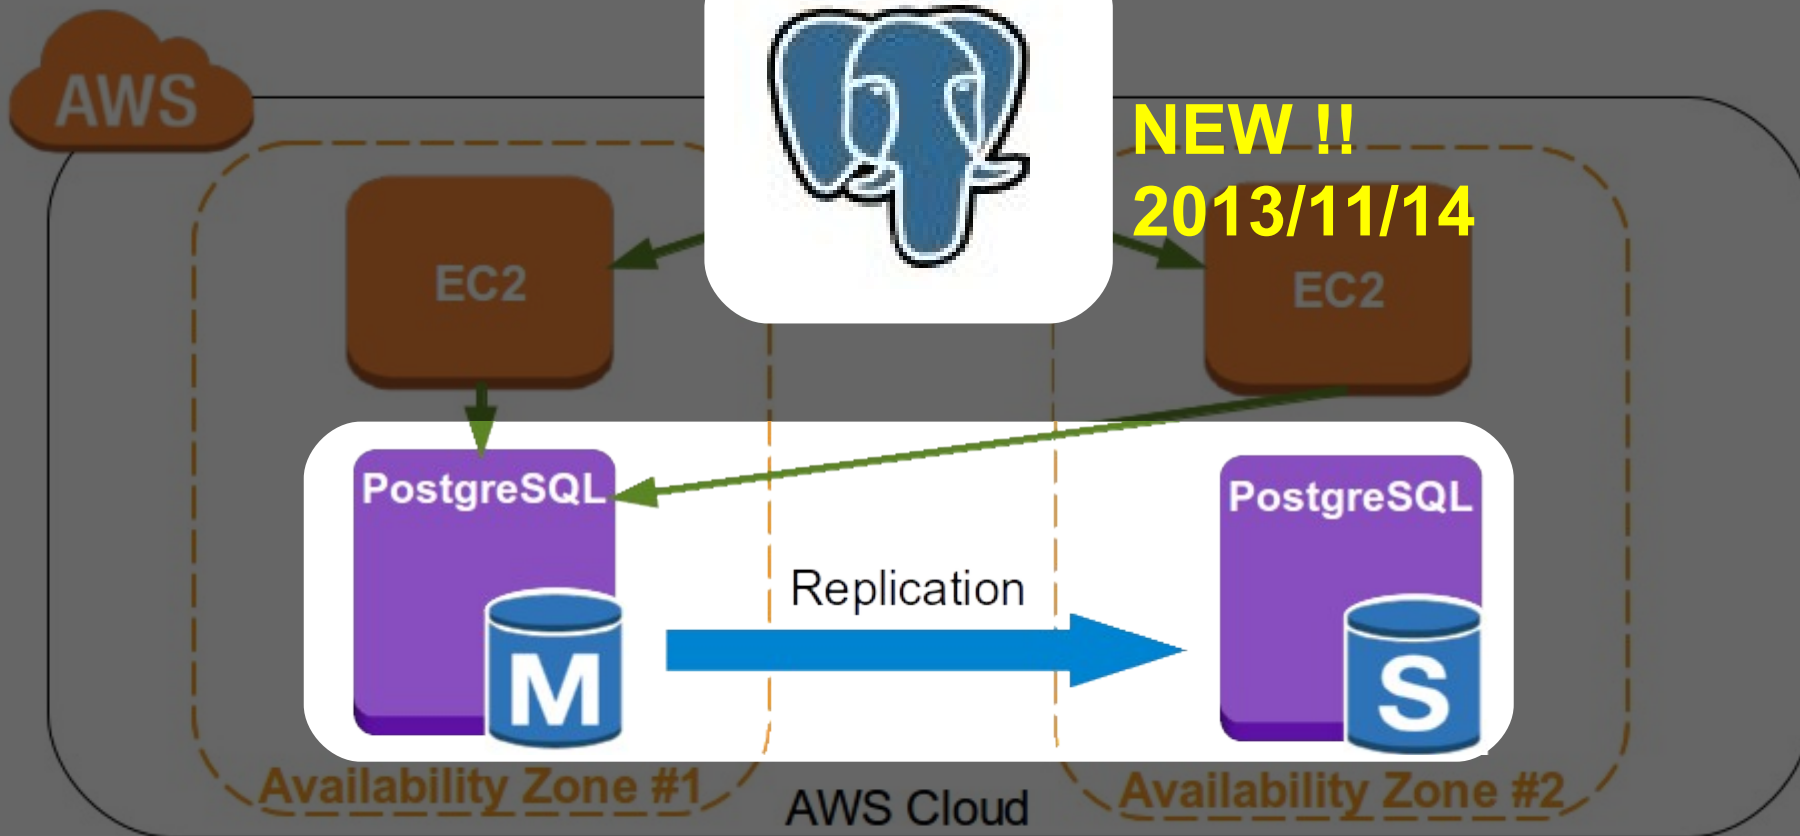 AWS
NEW !!
2013/11/14
EC2
EC2
PostgreSQL
PostgreSQL
Replication
M
S
Availability Zone #1
AWS Cloud
Availability Zone #2